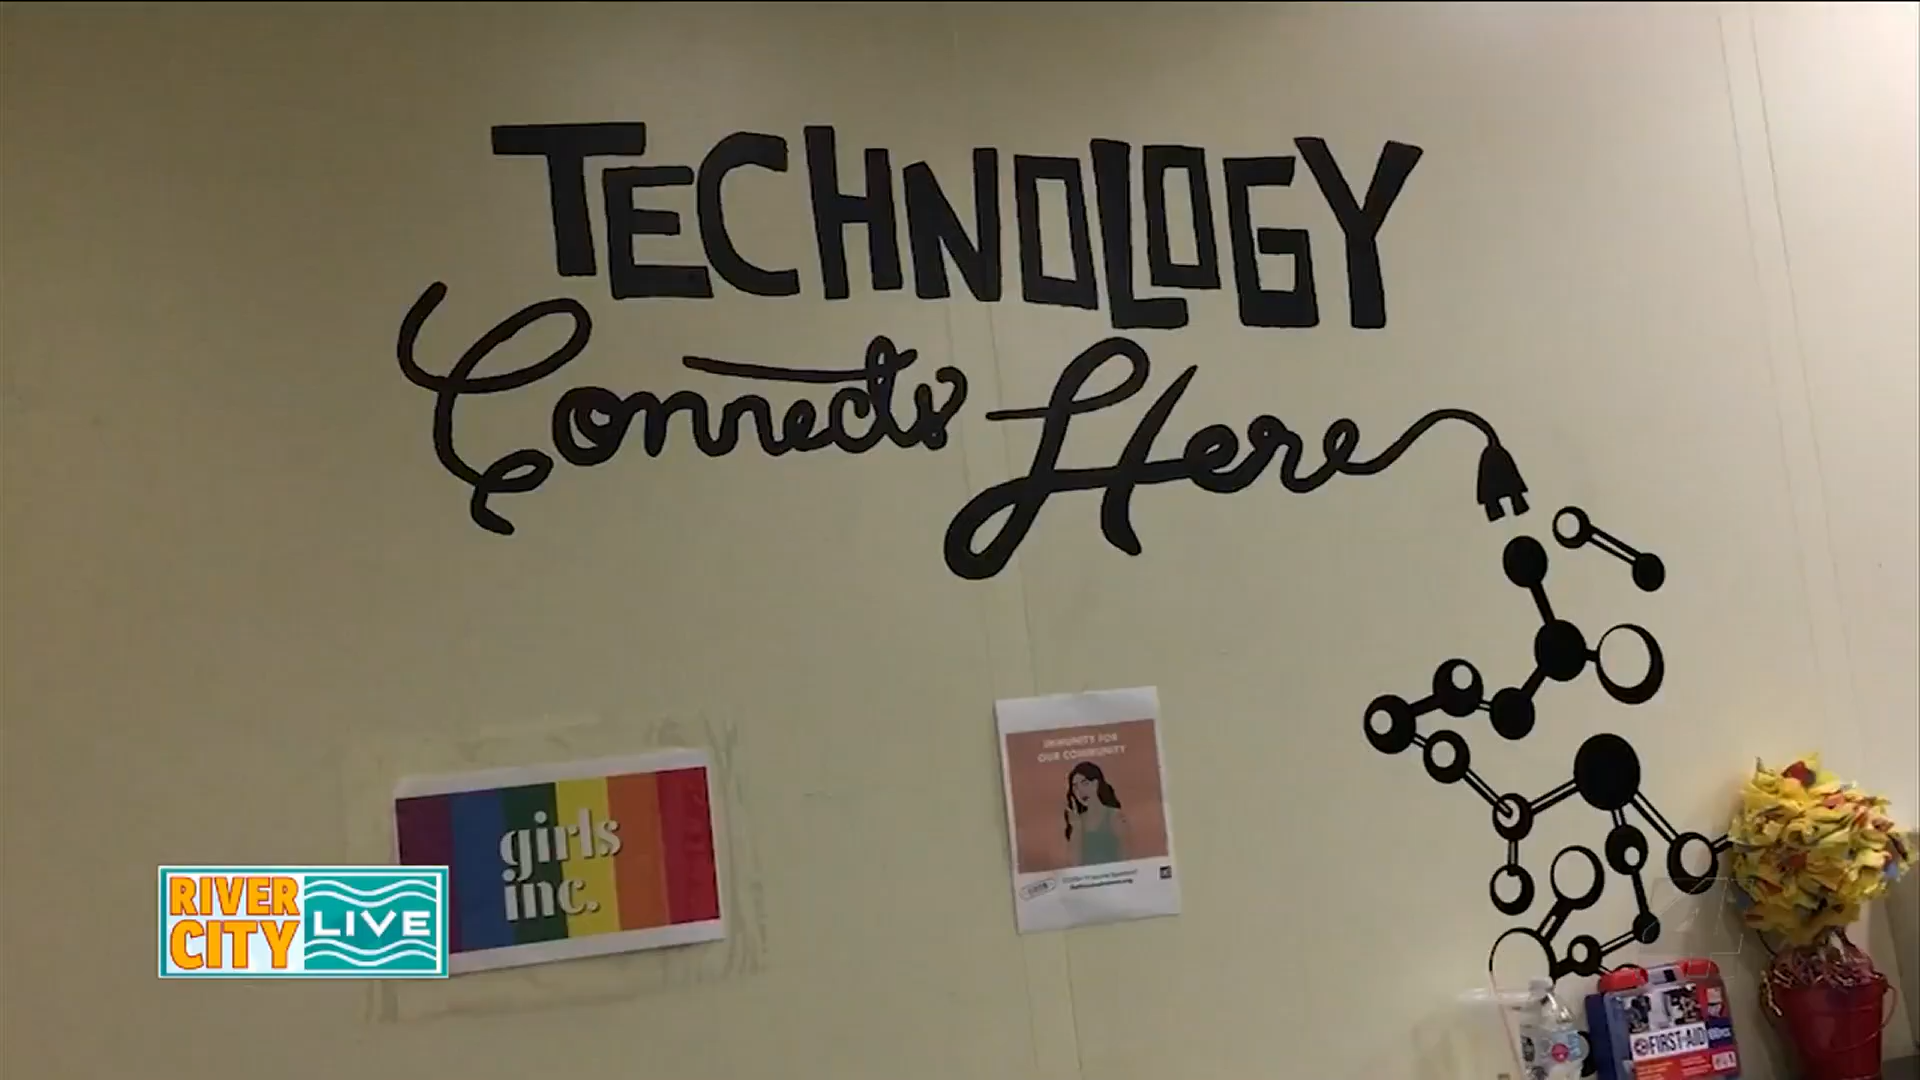 TECHNOLOGY
Connects Here
IMMUNITY FOR
OUR COMMUNITY
girls
inc.
RIVER
CITY
LIVE
FIRST-AID